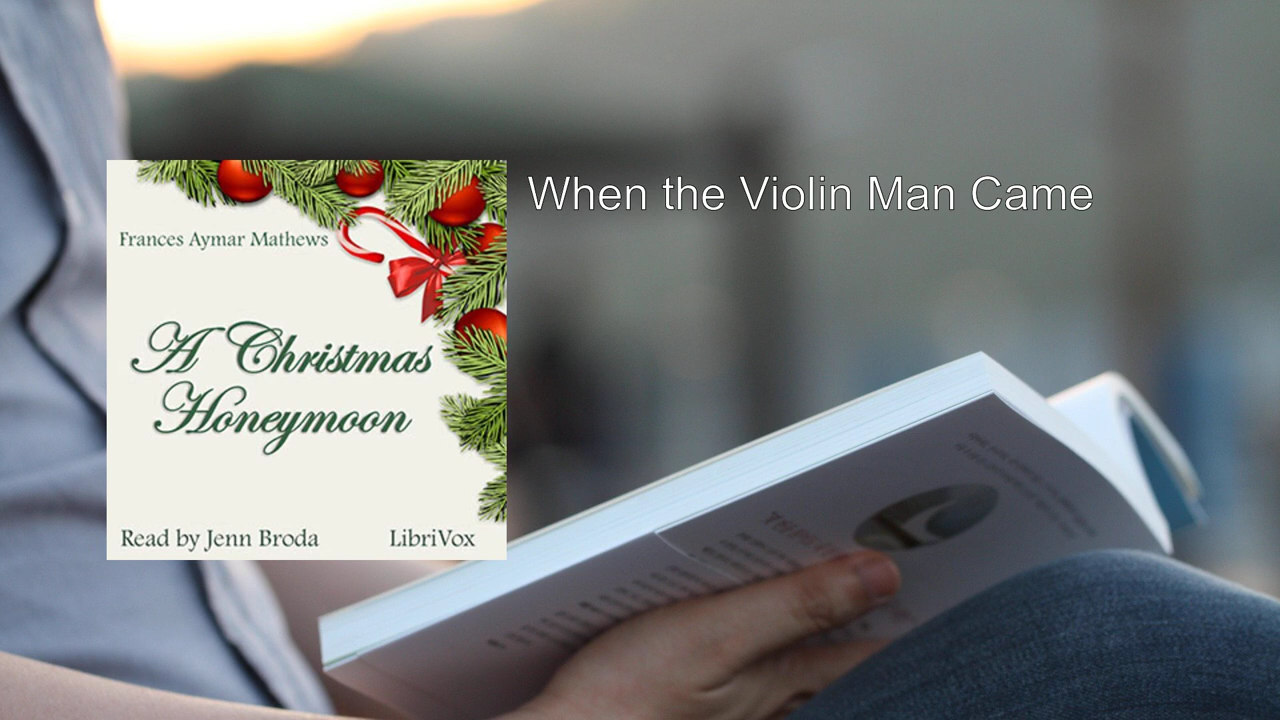 When the Violin Man Came
Frances Aymar Mathews
A Christmas
Honeymoon
Read by Jenn Broda
LibriVox